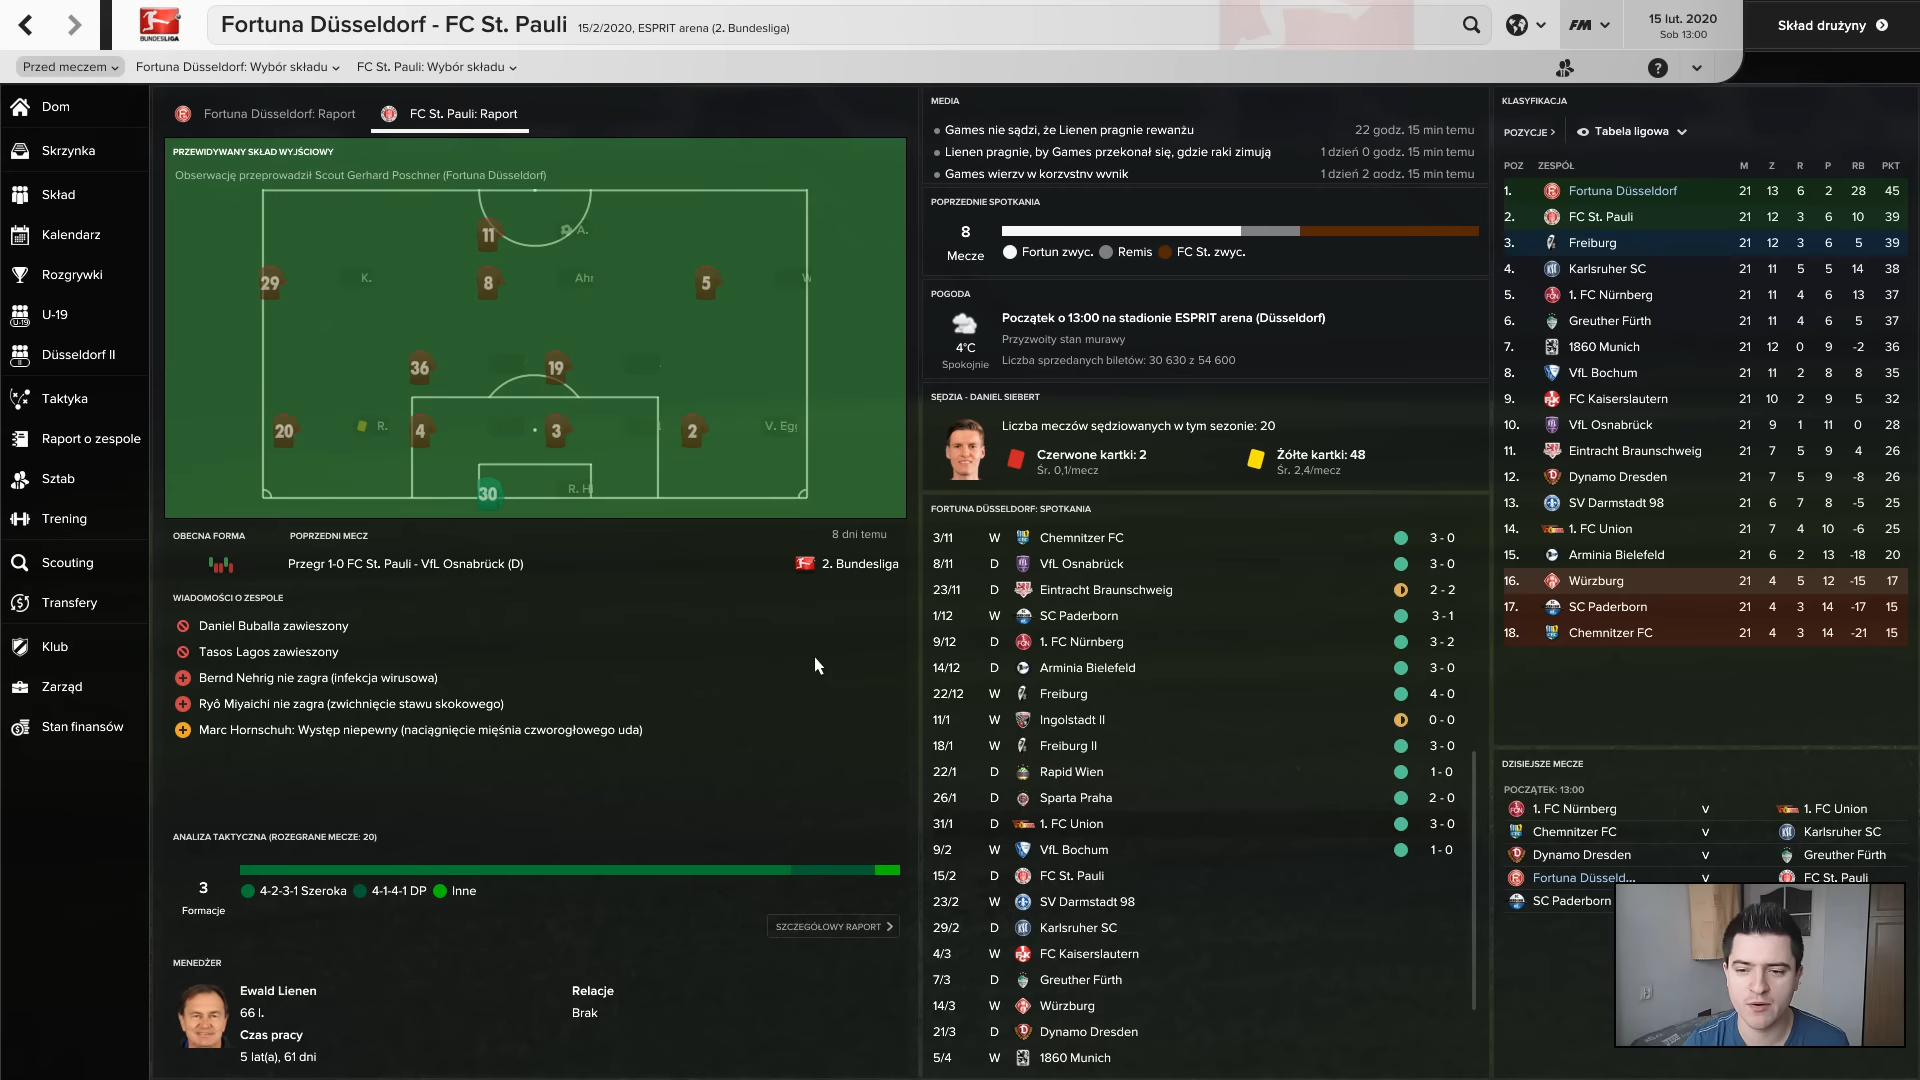 Fortuna Düsseldorf - FC St. Pauli 15/2/2020, ESPRIT arena (2. Bundesliga)
BUNDESLIGA
FM
15 lut. 2020
Sob 13:00
Skład drużyny
Przed meczem
Fortuna Düsseldorf: Wybór składu
FC St. Pauli: Wybór składu
Dom
Skrzynka
Skład
Kalendarz
Rozgrywki
U-19
Düsseldorf II
Taktyka
Raport o zespole
Sztab
Trening
Scouting
Transfery
Klub
Zarząd
Stan finansów
Fortuna Düsseldorf: Raport
FC St. Pauli: Raport
PRZEWIDYWANY SKŁAD WYJŚCIOWY
Obserwację przeprowadził Scout Gerhard Poschner (Fortuna Düsseldorf)
11 A.
29 K.
8
5
36
19
20 R.
4
3
2
30
OBECNA FORMA
POPRZEDNI MECZ
8 dni temu
Przegr 1-0 FC St. Pauli - VfL Osnabrück (D)
2. Bundesliga
WIADOMOŚCI O ZESPOLE
Daniel Buballa zawieszony
Tasos Lagos zawieszony
Bernd Nehrig nie zagra (infekcja wirusowa)
Ryô Miyaichi nie zagra (zwichnięcie stawu skokowego)
Marc Hornschuh: Występ niepewny (naciągnięcie mięśnia czworogłowego uda)
ANALIZA TAKTYCZNA (ROZEGRANE MECZE: 20)
3
Formacje
4-2-3-1 Szeroka
4-1-4-1 DP
Inne
SZCZEGÓŁOWY RAPORT
MENEDŻER
Ewald Lienen
66 l.
Czas pracy
5 lat(a), 61 dni
Relacje
Brak
MEDIA
Games nie sądzi, że Lienen pragnie rewanżu 22 godz. 15 min temu
Lienen pragnie, by Games przekonał się, gdzie raki zimują 1 dzień 0 godz. 15 min temu
Games wierzy w korzystny wynik 1 dzień 2 godz. 15 min temu
POPRZEDNIE SPOTKANIA
8
Mecze
Fortun zwyc.
Remis
FC St. zwyc.
POGODA
4°C
Spokojnie
Początek o 13:00 na stadionie ESPRIT arena (Düsseldorf)
Przyzwoity stan murawy
Liczba sprzedanych biletów: 30 630 z 54 600
SĘDZIA - DANIEL SIEBERT
Liczba meczów sędziowanych w tym sezonie: 20
Czerwone kartki: 2
Śr. 0,1/mecz
Żółte kartki: 48
Śr. 2,4/mecz
FORTUNA DÜSSELDORF: SPOTKANIA
3/11 W Chemnitzer FC 3 - 0
8/11 D VfL Osnabrück 3 - 0
23/11 D Eintracht Braunschweig 2 - 2
1/12 W SC Paderborn 3 - 1
9/12 D 1. FC Nürnberg 3 - 2
14/12 D Arminia Bielefeld 3 - 0
22/12 W Freiburg 4 - 0
11/1 W Ingolstadt II 0 - 0
18/1 W Freiburg II 3 - 0
22/1 D Rapid Wien 1 - 0
26/1 D Sparta Praha 2 - 0
31/1 D 1. FC Union 3 - 0
9/2 W VfL Bochum 1 - 0
15/2 D FC St. Pauli
23/2 W SV Darmstadt 98
29/2 D Karlsruher SC
4/3 W FC Kaiserslautern
7/3 D Greuther Fürth
14/3 W Würzburg
21/3 D Dynamo Dresden
5/4 W 1860 Munich
KLASYFIKACJA
POZYCJE
Tabela ligowa
POZ ZESPÓŁ M Z R P RB PKT
1. Fortuna Düsseldorf 21 13 6 2 28 45
2. FC St. Pauli 21 12 3 6 10 39
3. Freiburg 21 12 3 6 5 39
4. Karlsruher SC 21 11 5 5 14 38
5. 1. FC Nürnberg 21 11 4 6 13 37
6. Greuther Fürth 21 11 4 6 5 37
7. 1860 Munich 21 12 0 9 -2 36
8. VfL Bochum 21 11 2 8 8 35
9. FC Kaiserslautern 21 10 2 9 5 32
10. VfL Osnabrück 21 9 1 11 0 28
11. Eintracht Braunschweig 21 7 5 9 4 26
12. Dynamo Dresden 21 7 5 9 -8 26
13. SV Darmstadt 98 21 6 7 8 -5 25
14. 1. FC Union 21 7 4 10 -6 25
15. Arminia Bielefeld 21 6 2 13 -18 20
16. Würzburg 21 4 5 12 -15 17
17. SC Paderborn 21 4 3 14 -17 15
18. Chemnitzer FC 21 4 3 14 -21 15
DZISIEJSZE MECZE
POCZĄTEK: 13:00
1. FC Nürnberg v 1. FC Union
Chemnitzer FC v Karlsruher SC
Dynamo Dresden v Greuther Fürth
Fortuna Düsseld... v FC St. Pauli
SC Paderborn